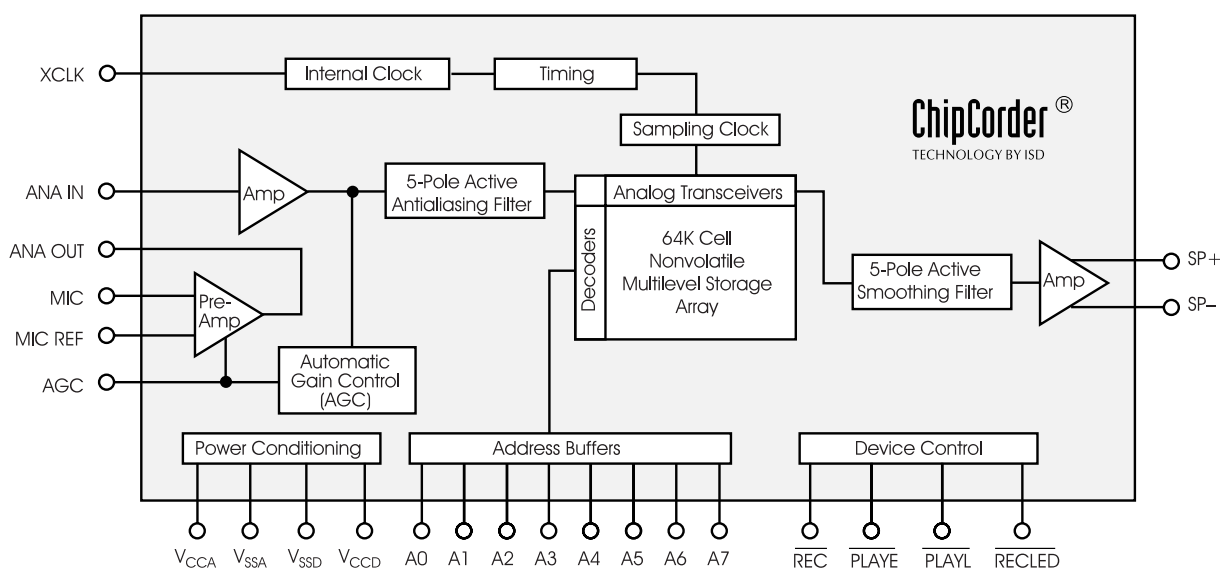 XCLK
Internal Clock
Timing
ChipCorder ®
TECHNOLOGY BY ISD
Sampling Clock
ANA IN
Amp
5-Pole Active
Antialiasing Filter
Analog Transceivers
Decoders
64K Cell
Nonvolatile
Multilevel Storage
Array
ANA OUT
MIC
Pre-
Amp
MIC REF
AGC
Automatic
Gain Control
(AGC)
5-Pole Active
Smoothing Filter
Amp
SP+
SP–
Power Conditioning
Address Buffers
Device Control
VCCA
VSSA
VSSD
VCCD
A0
A1
A2
A3
A4
A5
A6
A7
REC
PLAYE
PLAYL
RECLED